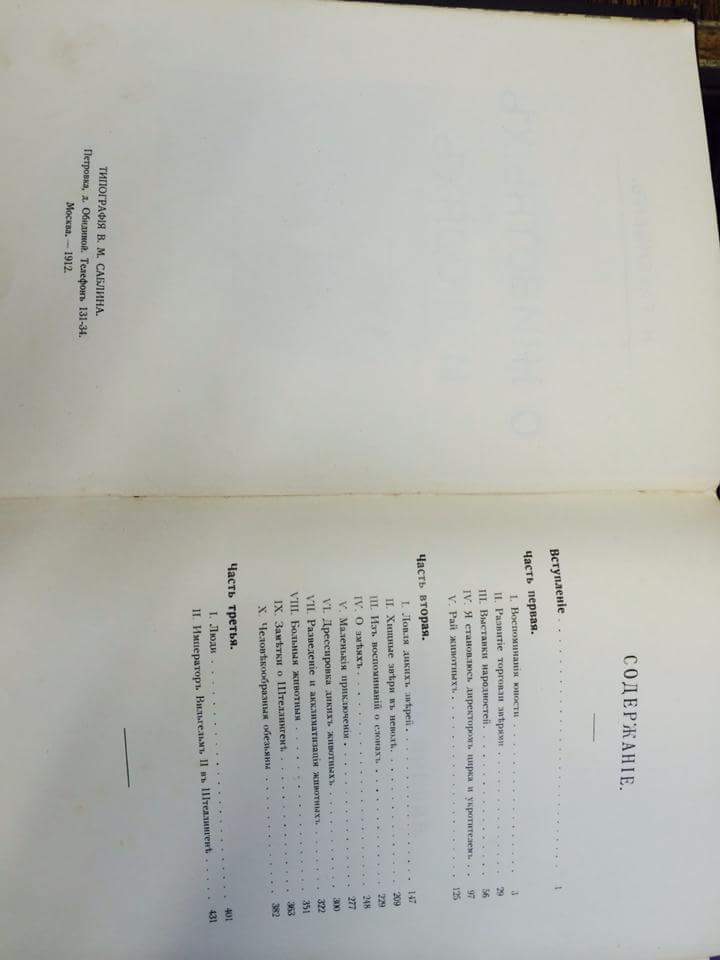 ТИПОГРАФІЯ В. М. САБЛИНА.
Петровка, д. Обидиной. Телефонъ 131-34.
Москва. — 1912.
СОДЕРЖАНІЕ.
Вступленіе . . . . . . . . . . . . . . . . . . . . 1
Часть первая.
I. Воспоминанія юности . . . . . . . . . . . . 3
II. Развитіе торговли звѣрями . . . . . . . . . . 29
III. Выставки народностей. . . . . . . . . . . . 56
IV. Я становлюсь директоромъ цирка и укротителемъ. . . 97
V. Рай животныхъ. . . . . . . . . . . . . . 125
Часть вторая.
I. Ловля дикихъ звѣрей. . . . . . . . . . . . 147
II. Хищные звѣри въ неволѣ. . . . . . . . . . . 209
III. Изъ воспоминаній о слонахъ. . . . . . . . . . 229
IV. О змѣяхъ. . . . . . . . . . . . . . . . 248
V. Маленькія приключенія. . . . . . . . . . . . 277
VI. Дрессировка дикихъ животныхъ. . . . . . . . . 300
VII. Разведеніе и акклиматизація животныхъ. . . . . . 322
VIII. Больныя животныя . . . . . . . . . . . . . 351
IX. Замѣтки о Штеллингенѣ. . . . . . . . . . . . 363
X. Человѣкообразныя обезьяны . . . . . . . . . . 382
Часть третья.
I. Люди . . . . . . . . . . . . . . . . . 401
II. Императоръ Вильгельмъ II въ Штеллингенѣ . . . . . 431